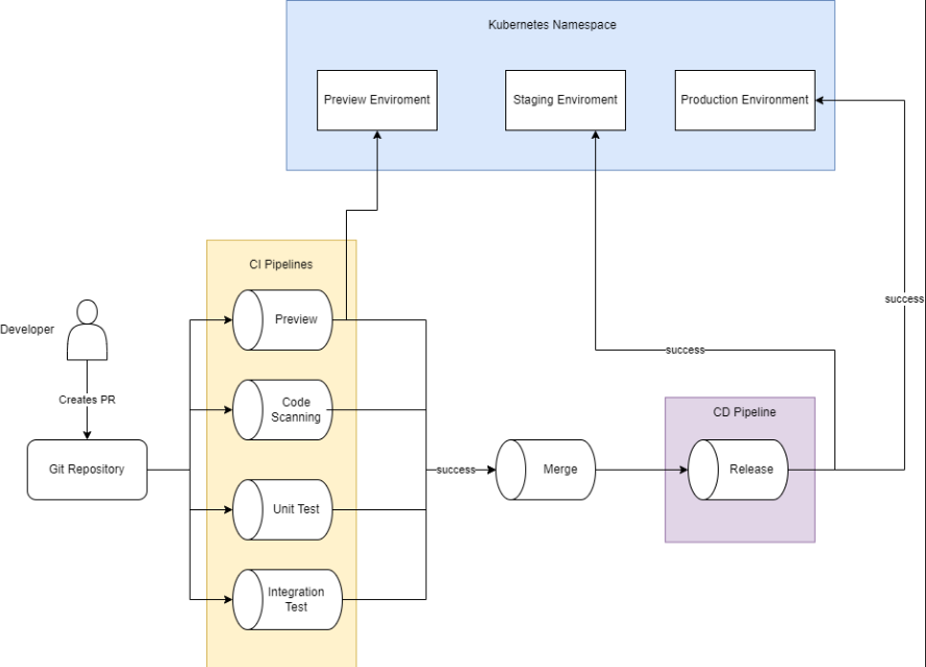 Kubernetes Namespace
Preview Enviroment
Staging Enviroment
Production Environment
CI Pipelines
Preview
Developer
Creates PR
Git Repository
Code
Scanning
Unit Test
Integration
Test
success
Merge
success
success
CD Pipeline
Release